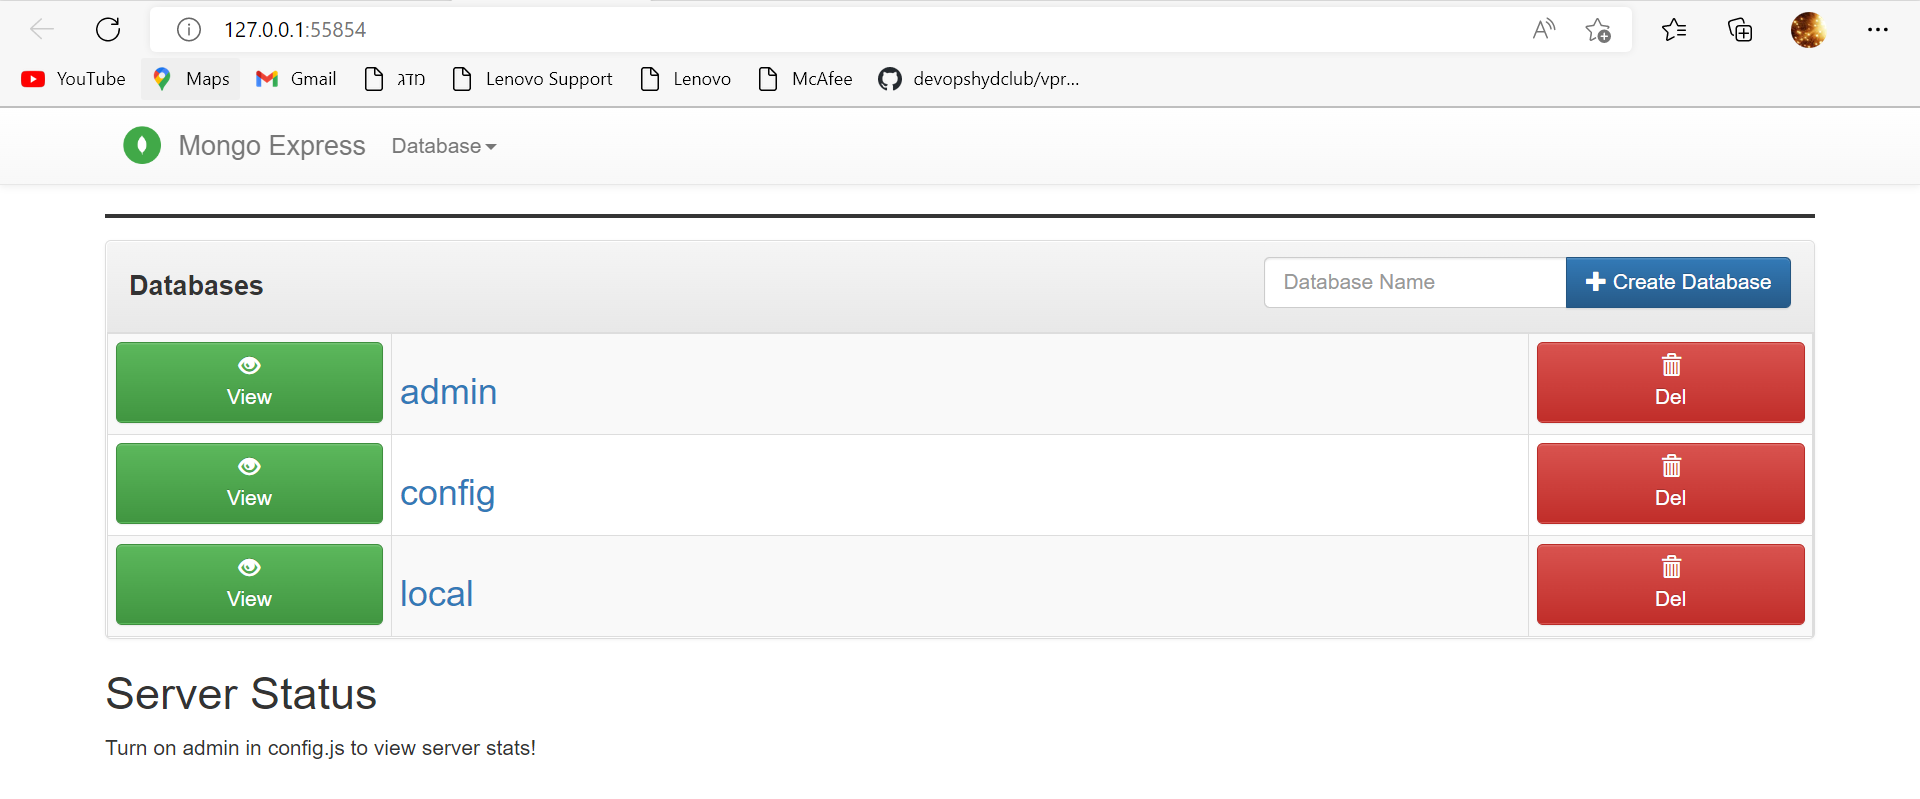 127.0.0.1:55854
YouTube Maps Gmail מדג Lenovo Support Lenovo McAfee devopshydclub/vpr...
Mongo Express Database
Databases Database Name Create Database
View admin Del
View config Del
View local Del
Server Status
Turn on admin in config.js to view server stats!